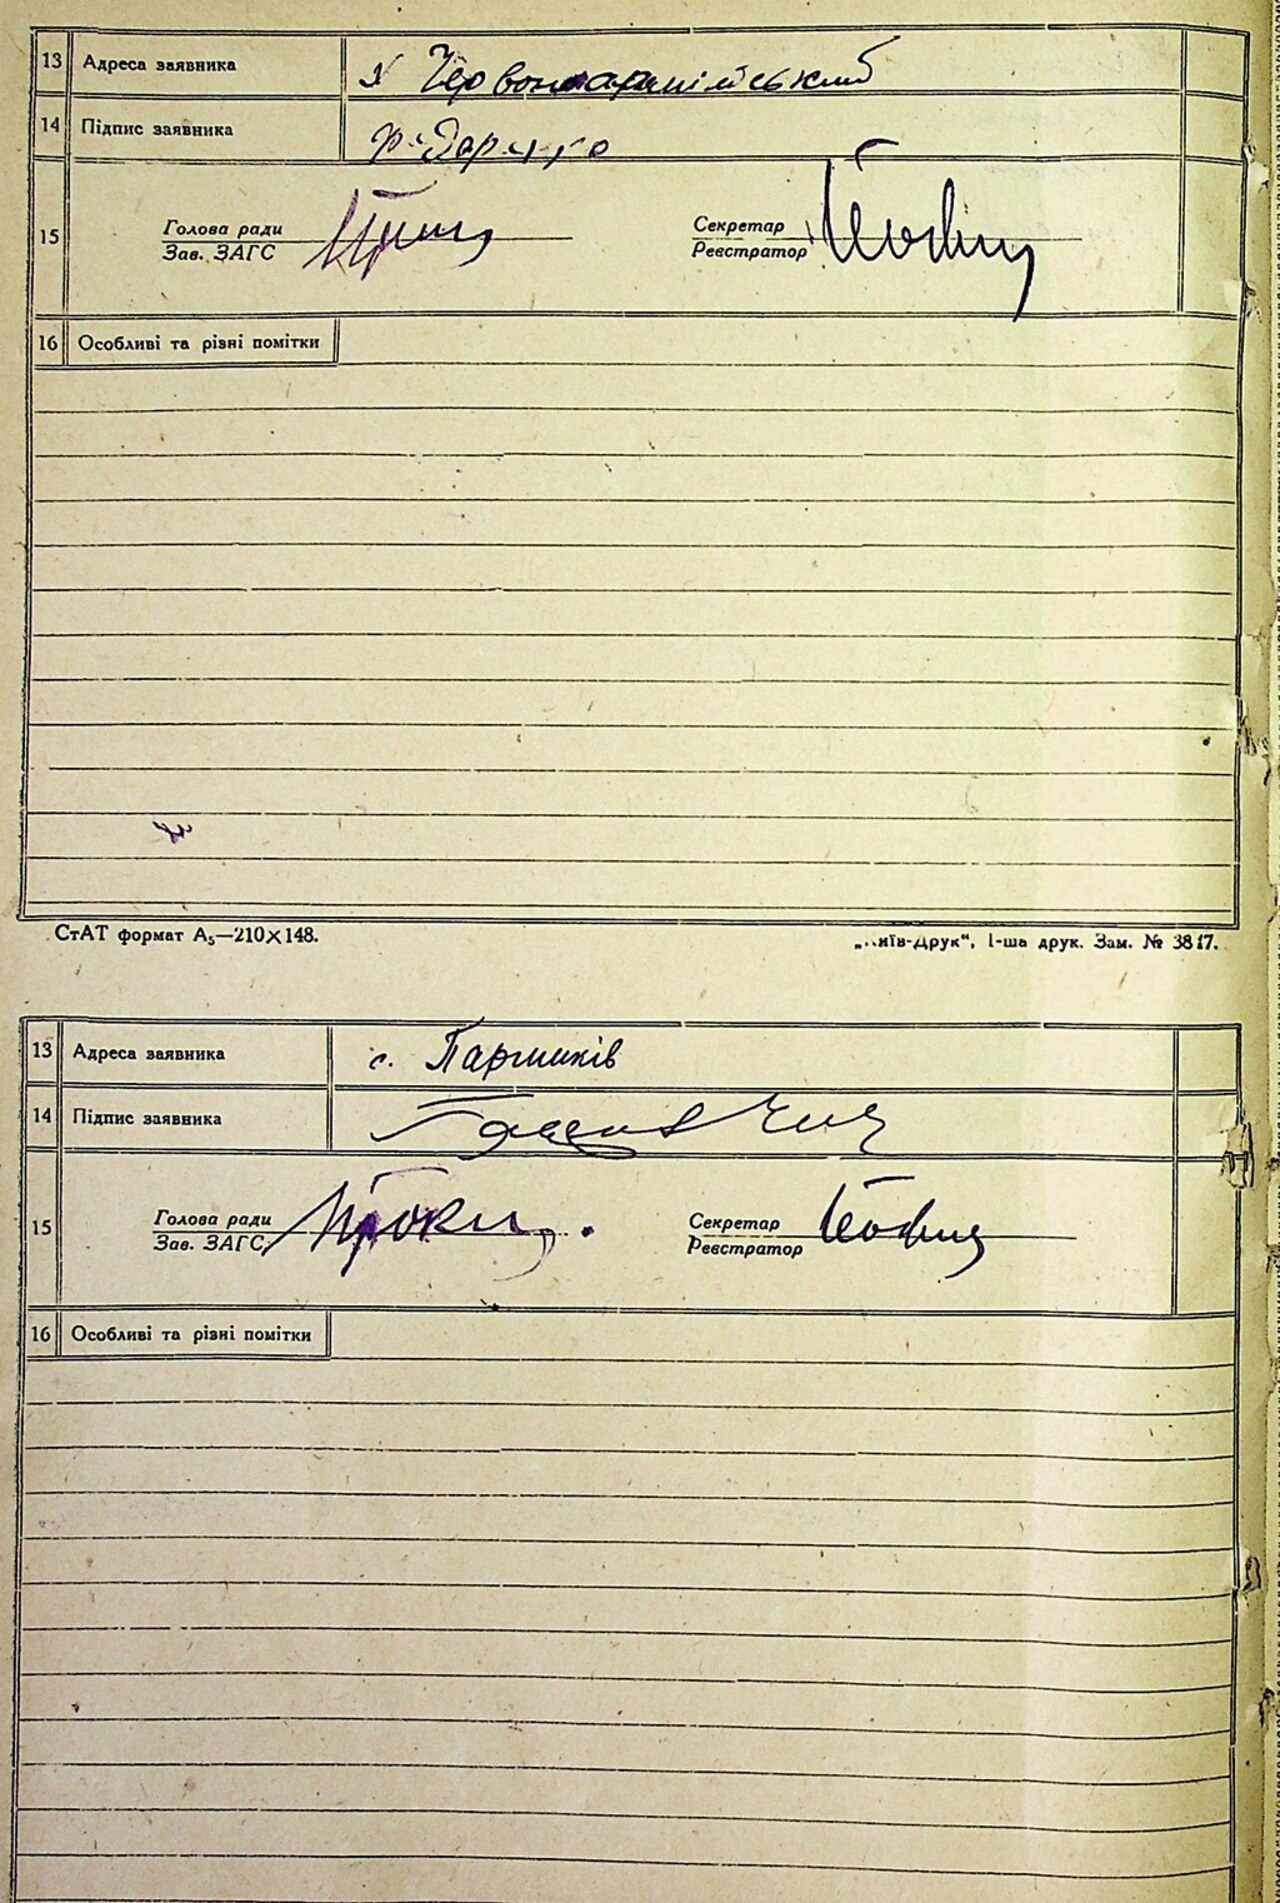 13 Адреса заявника х Червоноармійський
14 Підпис заявника
15 Голова ради Секретар
Зав. ЗАГС Реєстратор
16 Особливі та різні помітки
СтАТ формат А5—210×148. „Київ-Друк“, 1-ша друк. Зам. № 3817.
13 Адреса заявника с. Паришків
14 Підпис заявника
15 Голова ради Секретар
Зав. ЗАГС Реєстратор
16 Особливі та різні помітки